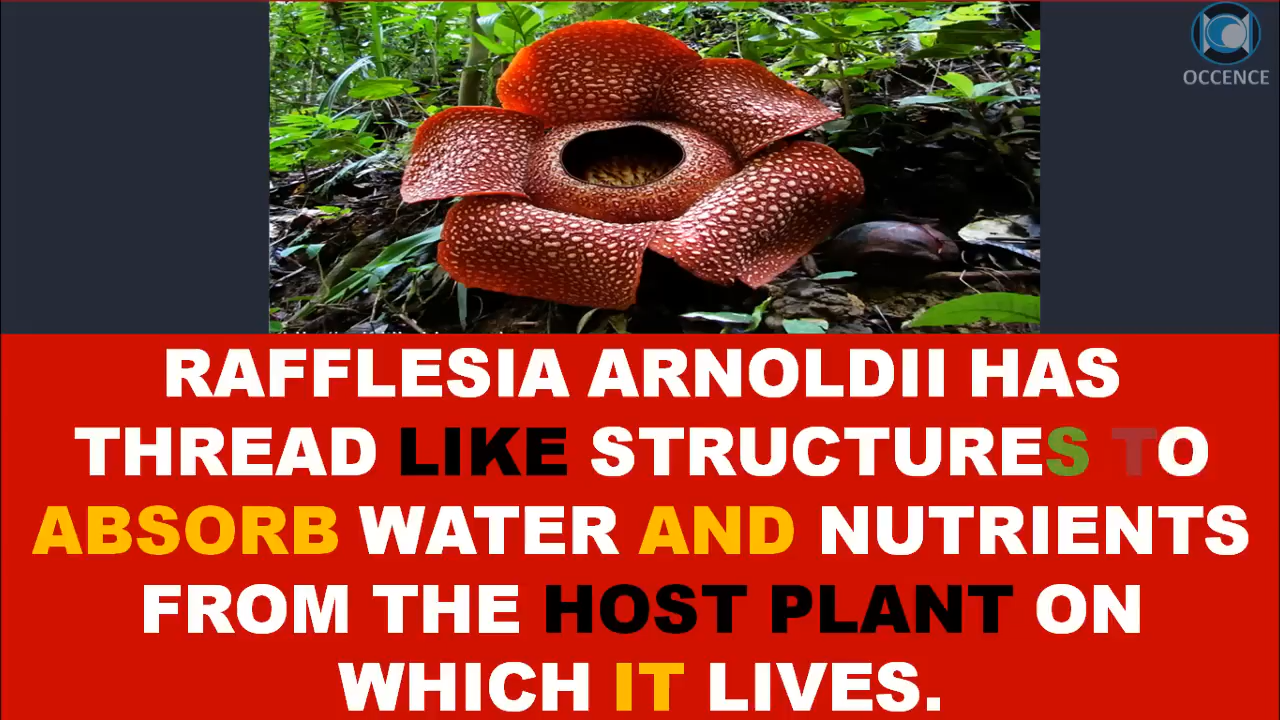 OCCENCE
RAFFLESIA ARNOLDII HAS
THREAD LIKE STRUCTURES TO
ABSORB WATER AND NUTRIENTS
FROM THE HOST PLANT ON
WHICH IT LIVES.